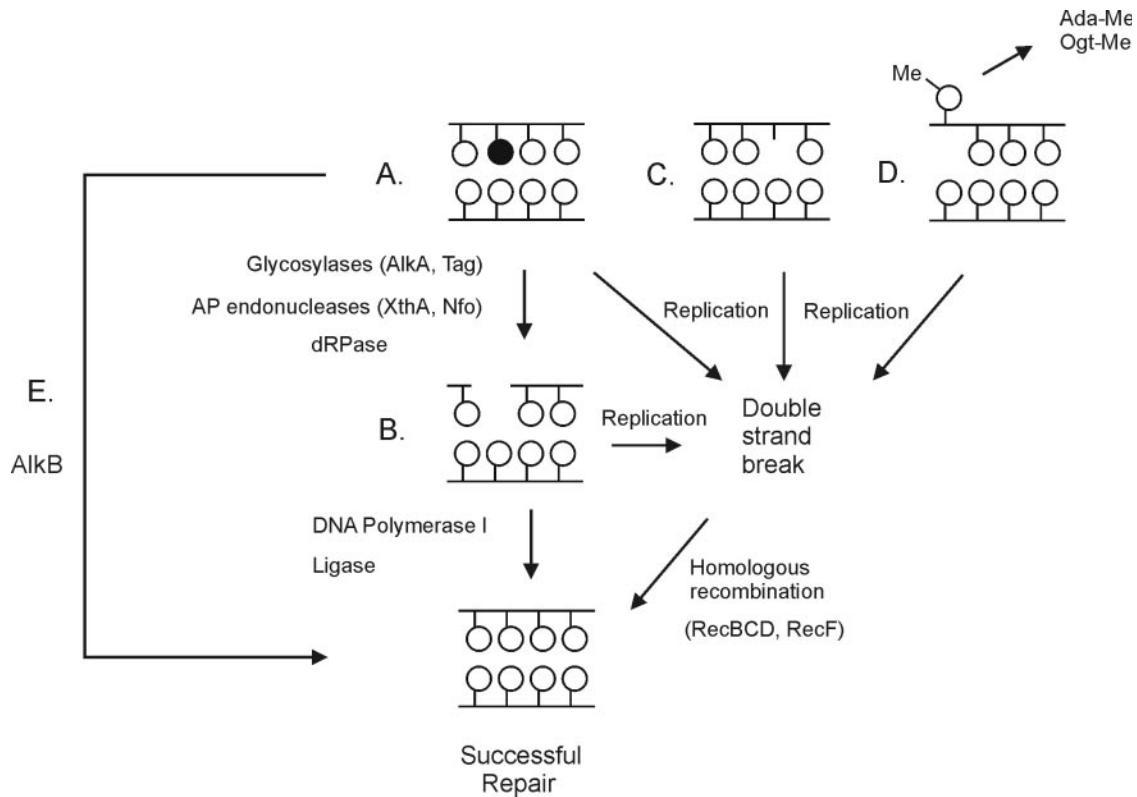 Ada-Me
Ogt-Me
Me
A.
C.
D.
Glycosylases (AlkA, Tag)
AP endonucleases (XthA, Nfo)
dRPase
Replication
Replication
E.
AlkB
B.
Replication
Double
strand
break
DNA Polymerase I
Ligase
Homologous
recombination
(RecBCD, RecF)
Successful
Repair